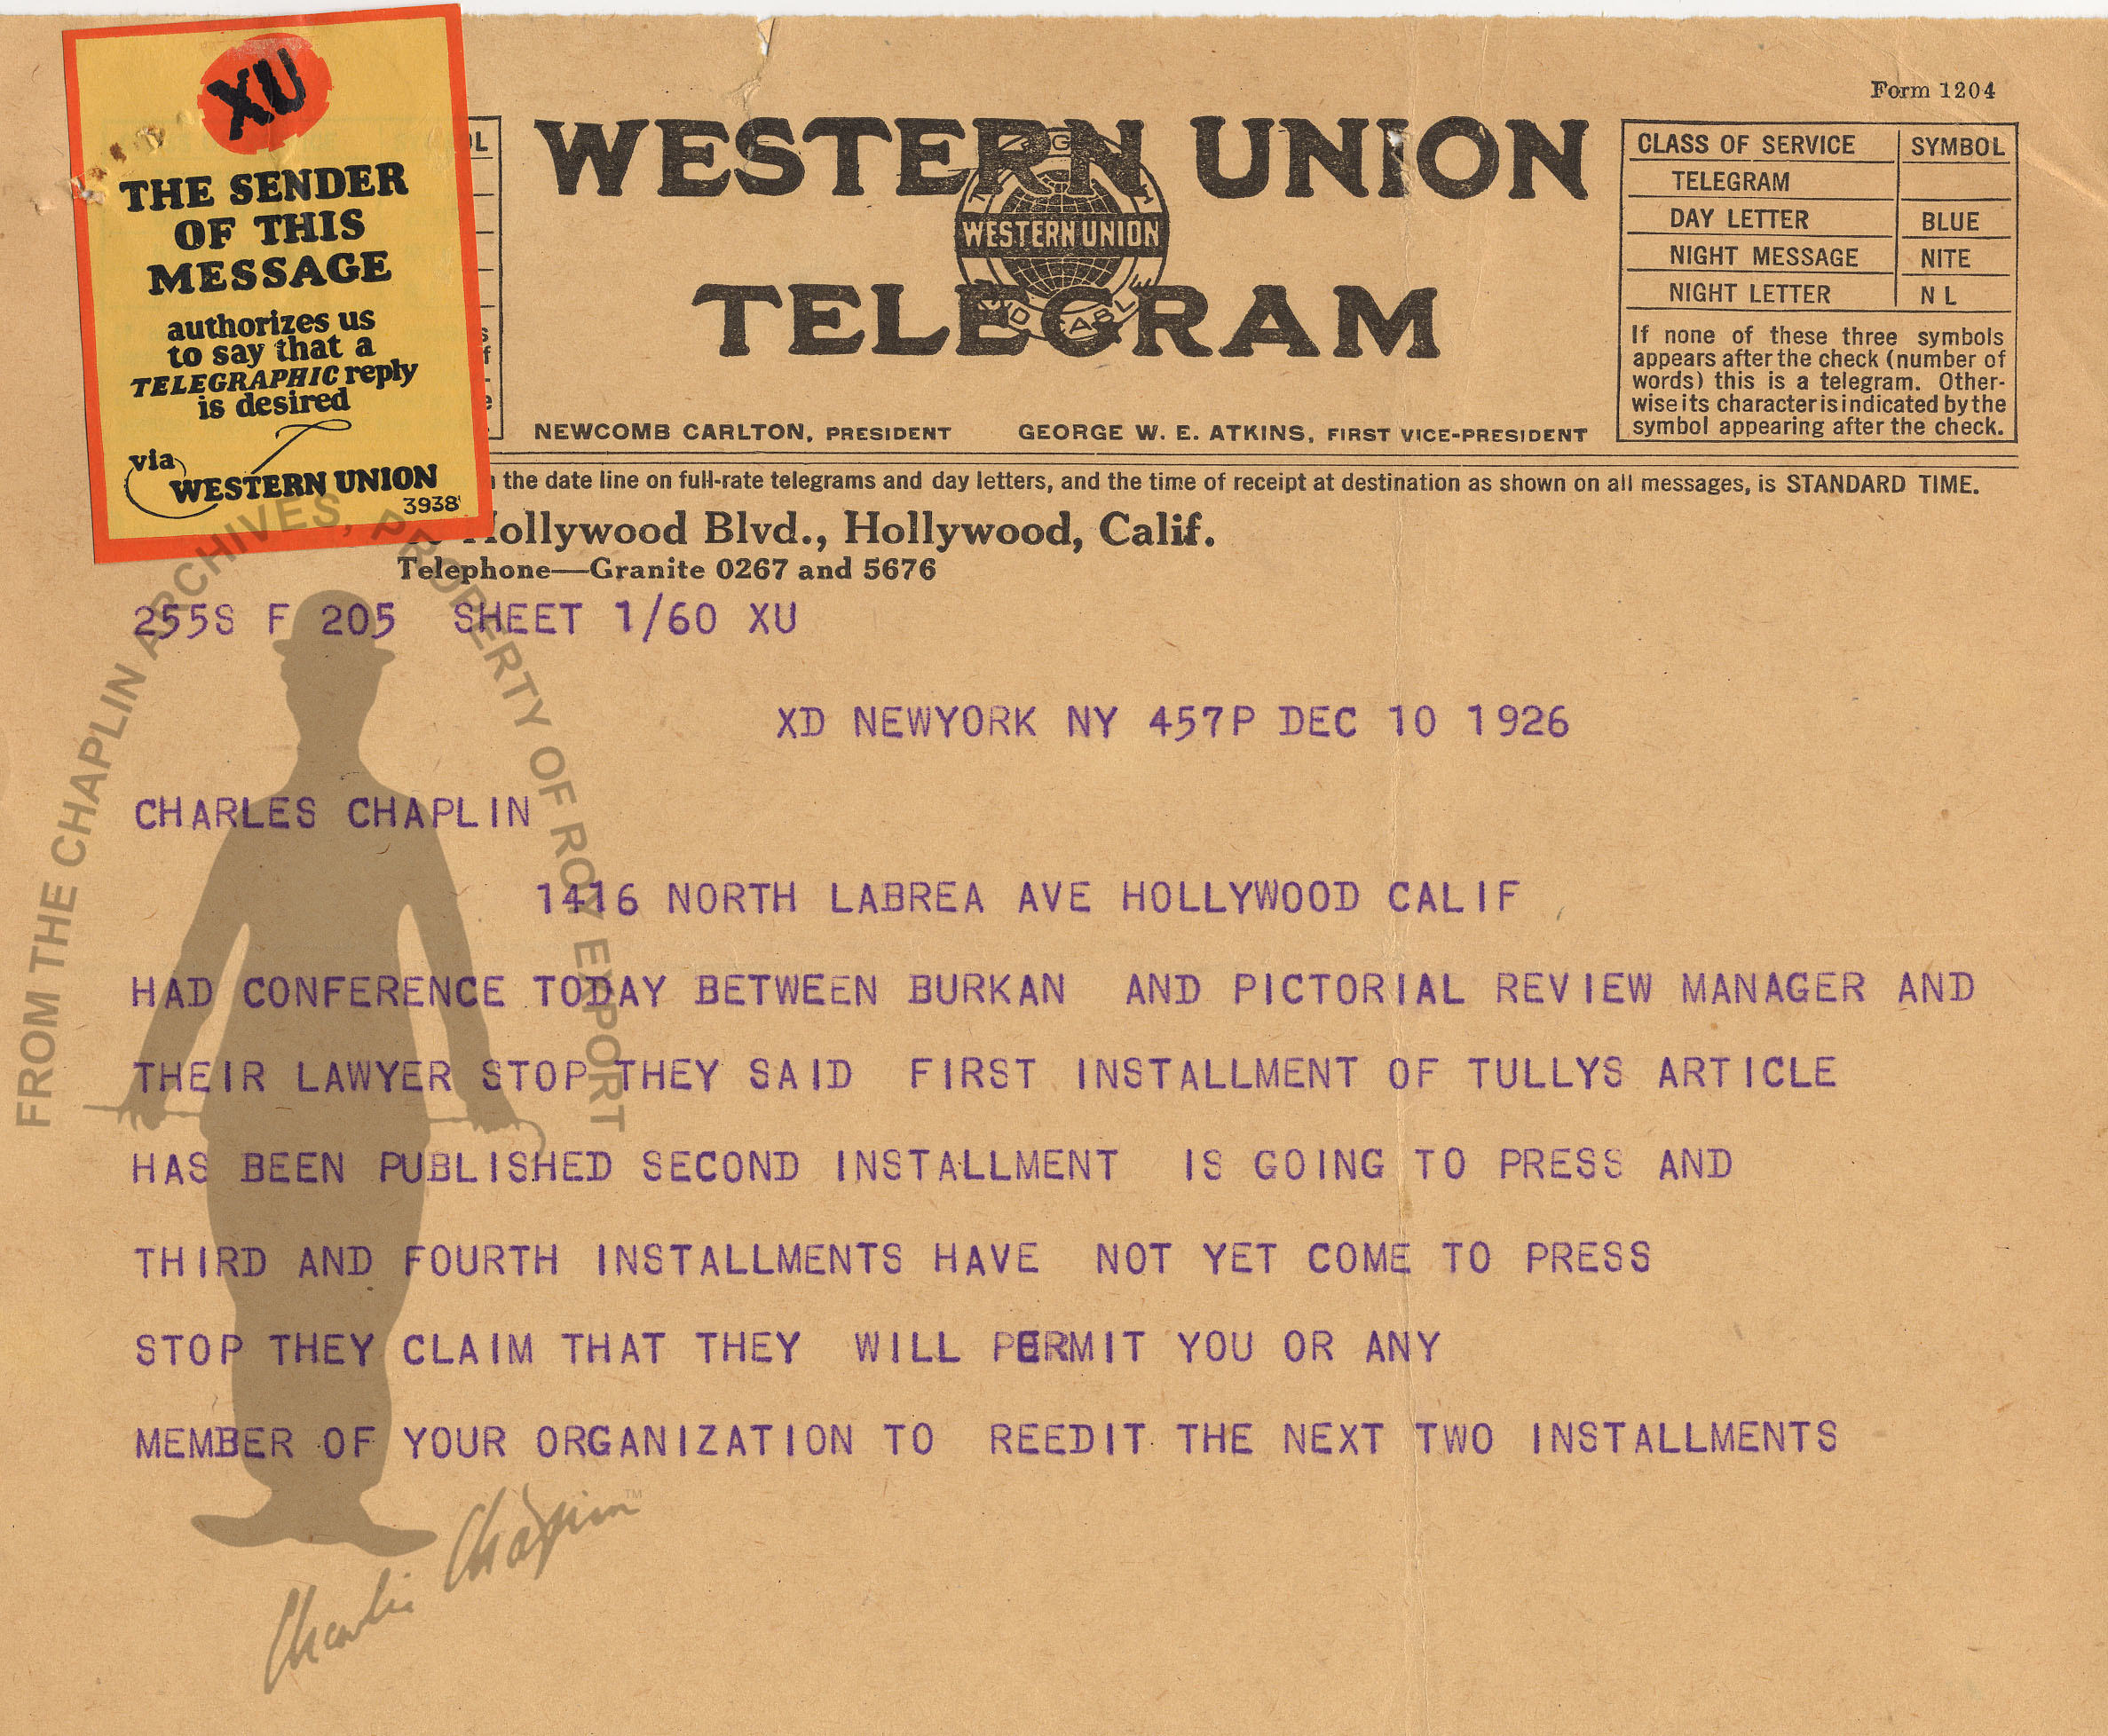 XU
THE SENDER
OF THIS
MESSAGE
authorizes us
to say that a
TELEGRAPHIC reply
is desired
via
WESTERN UNION
3938
WESTERN UNION
WESTERN UNION
TELEGRAM
NEWCOMB CARLTON, PRESIDENT GEORGE W. E. ATKINS, FIRST VICE-PRESIDENT
Form 1204
CLASS OF SERVICE SYMBOL
TELEGRAM
DAY LETTER BLUE
NIGHT MESSAGE NITE
NIGHT LETTER N L
If none of these three symbols
appears after the check (number of
words) this is a telegram. Other-
wise its character is indicated by the
symbol appearing after the check.
the date line on full-rate telegrams and day letters, and the time of receipt at destination as shown on all messages, is STANDARD TIME.
Hollywood Blvd., Hollywood, Calif.
Telephone—Granite 0267 and 5676
255S F 205 SHEET 1/60 XU
XD NEWYORK NY 457P DEC 10 1926
CHARLES CHAPLIN
1416 NORTH LABREA AVE HOLLYWOOD CALIF
HAD CONFERENCE TODAY BETWEEN BURKAN AND PICTORIAL REVIEW MANAGER AND
THEIR LAWYER STOP THEY SAID FIRST INSTALLMENT OF TULLYS ARTICLE
HAS BEEN PUBLISHED SECOND INSTALLMENT IS GOING TO PRESS AND
THIRD AND FOURTH INSTALLMENTS HAVE NOT YET COME TO PRESS
STOP THEY CLAIM THAT THEY WILL PERMIT YOU OR ANY
MEMBER OF YOUR ORGANIZATION TO REEDIT THE NEXT TWO INSTALLMENTS
FROM THE CHAPLIN ARCHIVES, PROPERTY OF ROY EXPORT
Charlie Chaplin™